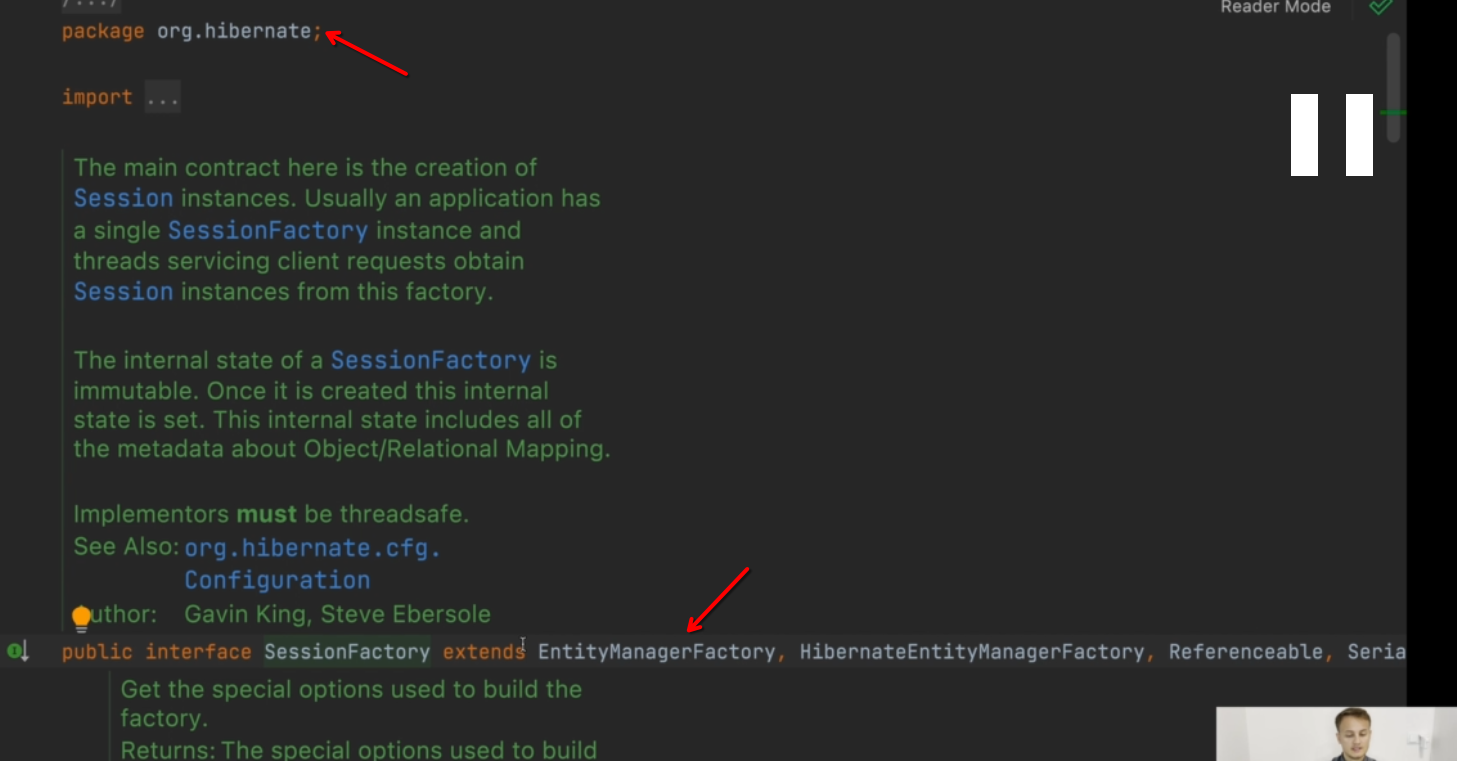 /.../
Reader Mode
package org.hibernate;
import ...
The main contract here is the creation of
Session instances. Usually an application has
a single SessionFactory instance and
threads servicing client requests obtain
Session instances from this factory.
The internal state of a SessionFactory is
immutable. Once it is created this internal
state is set. This internal state includes all of
the metadata about Object/Relational Mapping.
Implementors must be threadsafe.
See Also: org.hibernate.cfg.
Configuration
uthor: Gavin King, Steve Ebersole
public interface SessionFactory extends EntityManagerFactory, HibernateEntityManagerFactory, Referenceable, Seria
Get the special options used to build the
factory.
Returns: The special options used to build